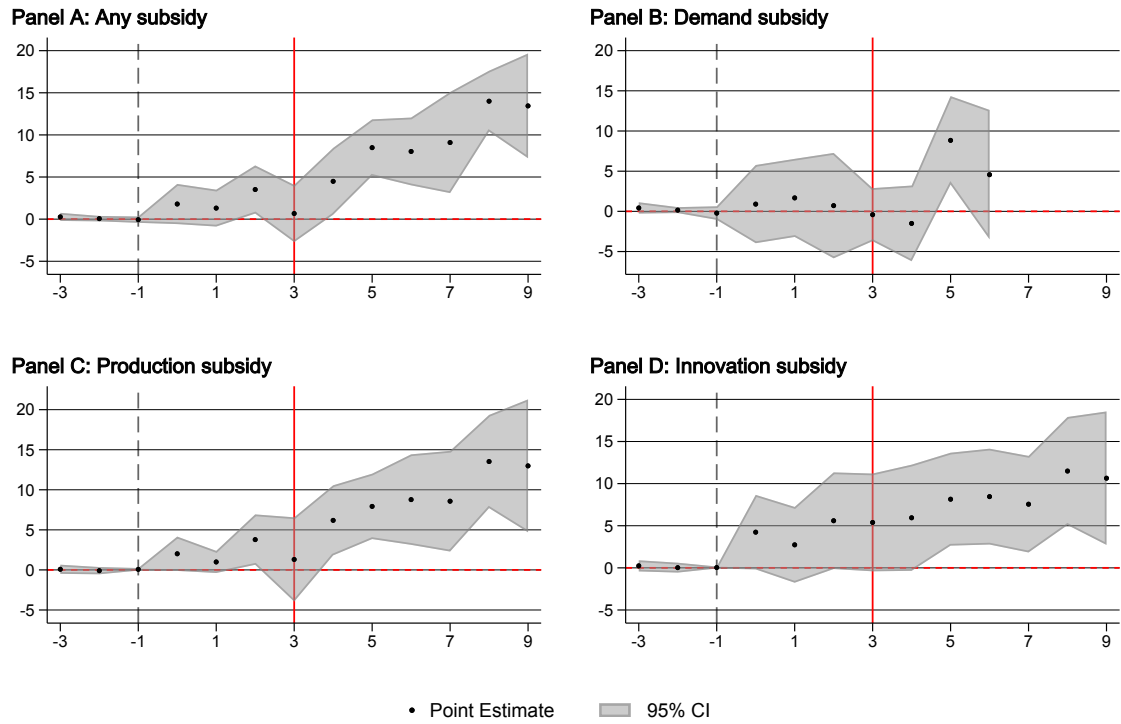 Panel A: Any subsidy
20
15
10
5
0
-5
-3 -1 1 3 5 7 9
Panel B: Demand subsidy
20
15
10
5
0
-5
-3 -1 1 3 5 7 9
Panel C: Production subsidy
20
15
10
5
0
-5
-3 -1 1 3 5 7 9
Panel D: Innovation subsidy
20
15
10
5
0
-5
-3 -1 1 3 5 7 9
Point Estimate 95% CI